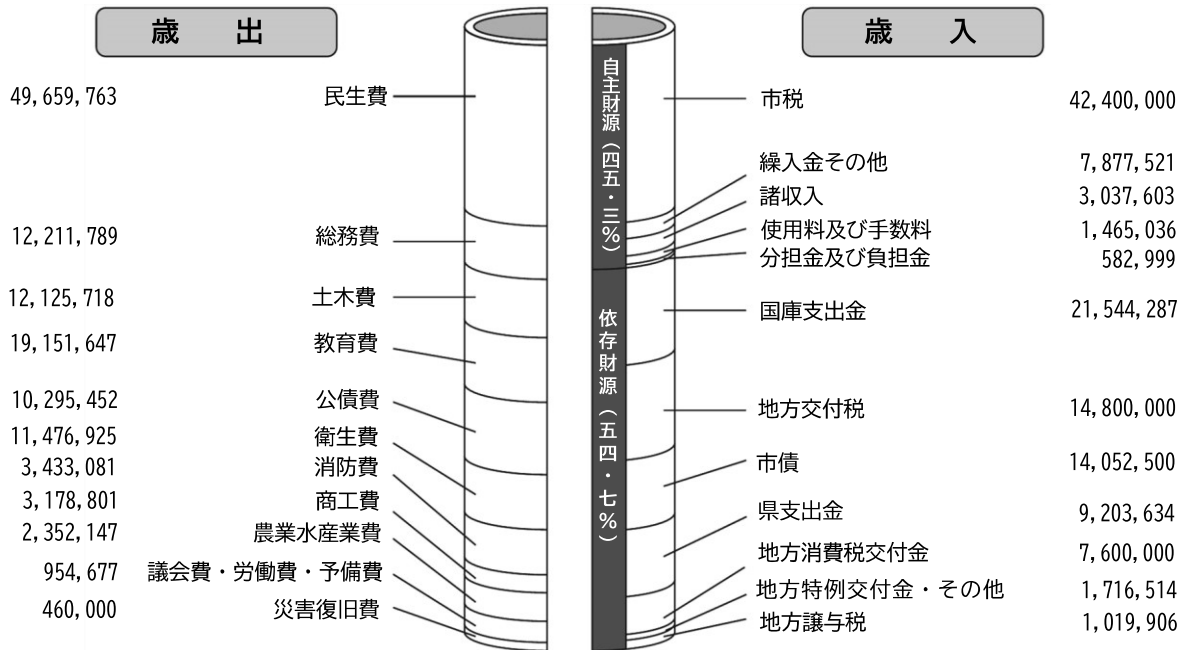 歳　出
49,659,763　民生費
12,211,789　総務費
12,125,718　土木費
19,151,647　教育費
10,295,452　公債費
11,476,925　衛生費
3,433,081　消防費
3,178,801　商工費
2,352,147　農業水産業費
954,677　議会費・労働費・予備費
460,000　災害復旧費
自主財源（四五・三％）
依存財源（五四・七％）
歳　入
市税　42,400,000
繰入金その他　7,877,521
諸収入　3,037,603
使用料及び手数料　1,465,036
分担金及び負担金　582,999
国庫支出金　21,544,287
地方交付税　14,800,000
市債　14,052,500
県支出金　9,203,634
地方消費税交付金　7,600,000
地方特例交付金・その他　1,716,514
地方譲与税　1,019,906